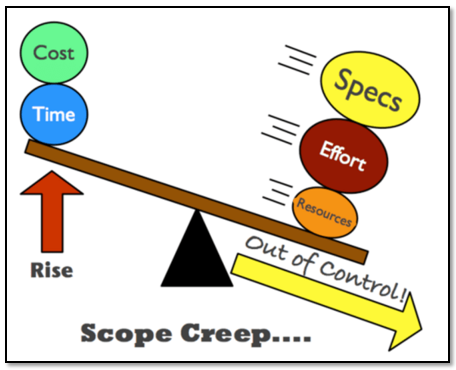 Cost
Time
Specs
Effort
Resources
Rise
Out of Control!
Scope Creep....